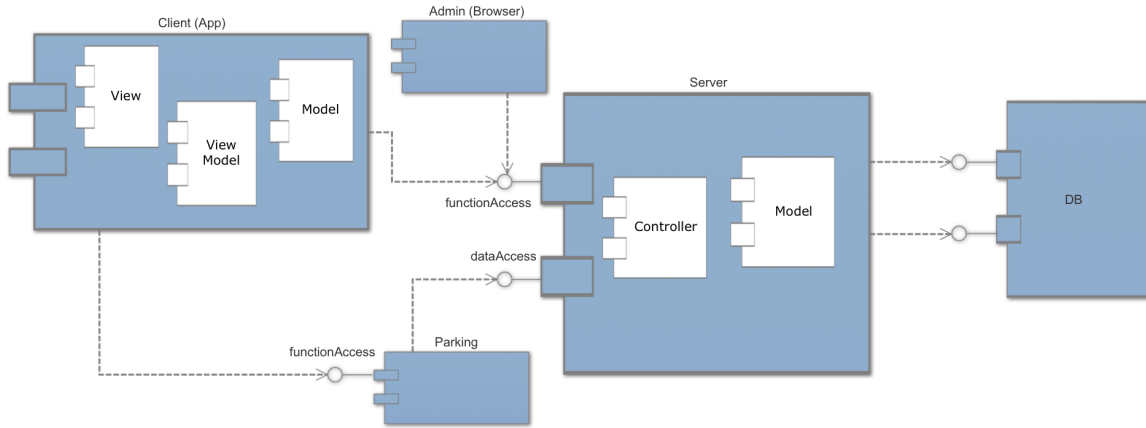 Admin (Browser)
Client (App)
View
View
Model
Model
Server
functionAccess
Controller
Model
DB
dataAccess
Parking
functionAccess